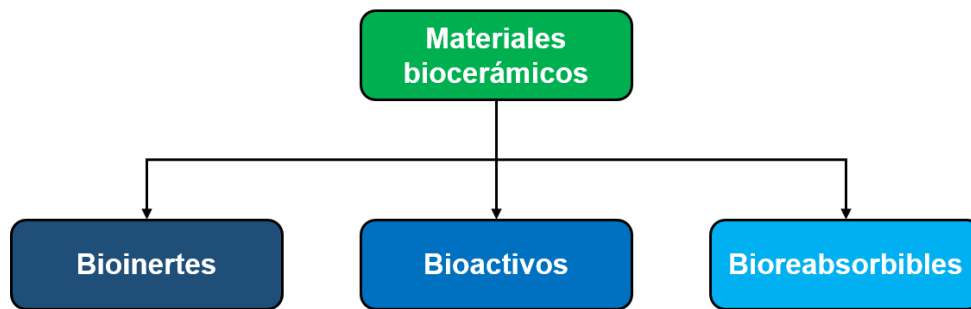 Materiales
biocerámicos
Bioinertes
Bioactivos
Bioreabsorbibles